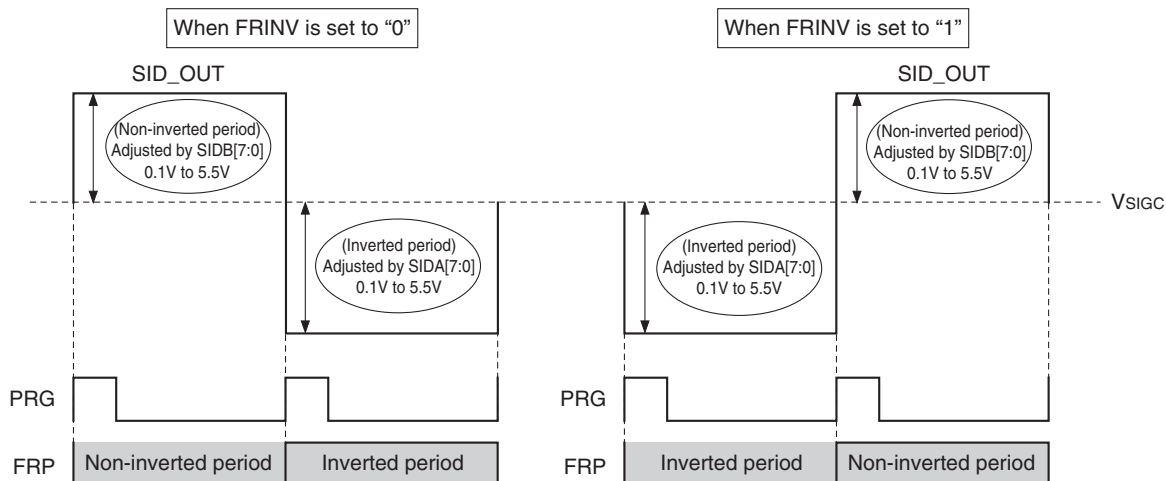 When FRINV is set to “0”
When FRINV is set to “1”
SID_OUT
SID_OUT
(Non-inverted period)
Adjusted by SIDB[7:0]
0.1V to 5.5V
(Non-inverted period)
Adjusted by SIDB[7:0]
0.1V to 5.5V
VSIGC
(Inverted period)
Adjusted by SIDA[7:0]
0.1V to 5.5V
(Inverted period)
Adjusted by SIDA[7:0]
0.1V to 5.5V
PRG
PRG
FRP Non-inverted period Inverted period
FRP Inverted period Non-inverted period